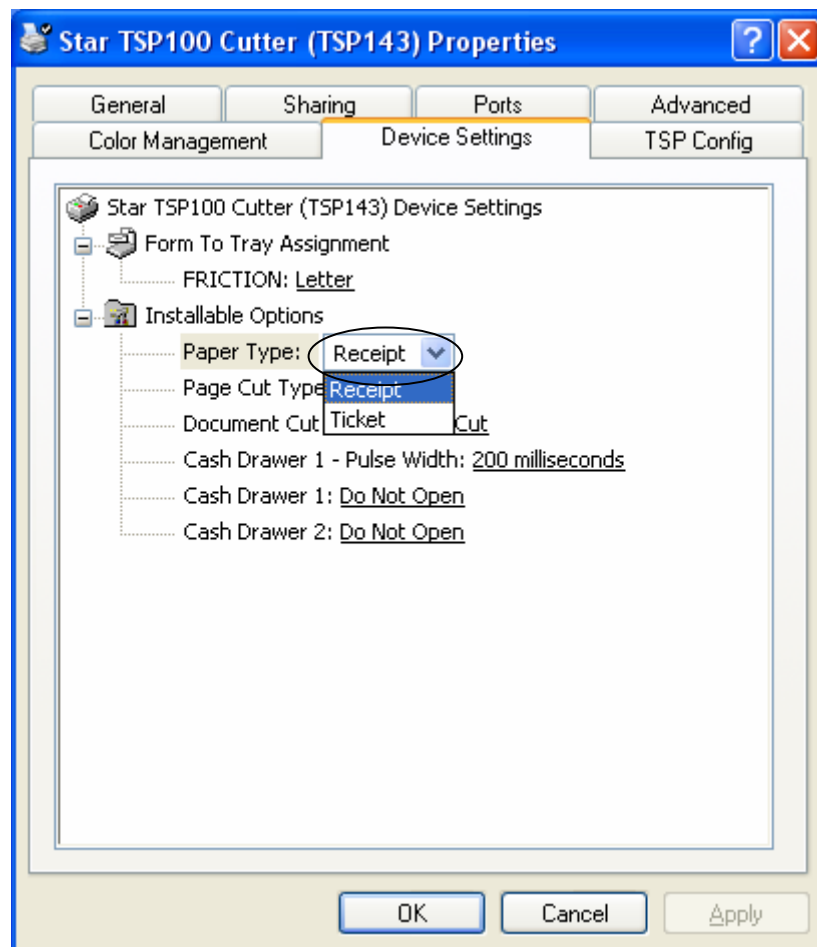 Star TSP100 Cutter (TSP143) Properties
General Sharing Ports Advanced
Color Management Device Settings TSP Config
Star TSP100 Cutter (TSP143) Device Settings
Form To Tray Assignment
FRICTION: Letter
Installable Options
Paper Type: Receipt
Page Cut Type Receipt
Document Cut Ticket Cut
Cash Drawer 1 - Pulse Width: 200 milliseconds
Cash Drawer 1: Do Not Open
Cash Drawer 2: Do Not Open
OK Cancel Apply